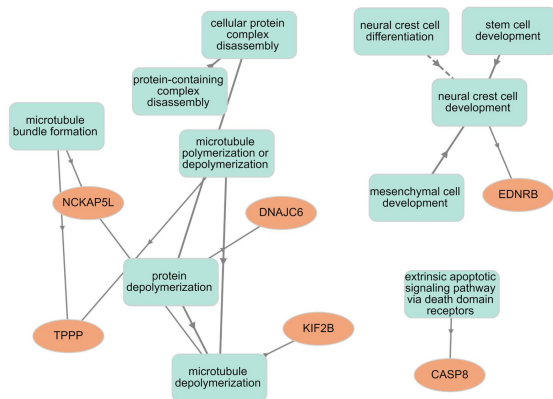 cellular protein
complex
disassembly
protein-containing
complex
disassembly
microtubule
bundle formation
microtubule
polymerization or
depolymerization
NCKAP5L
DNAJC6
protein
depolymerization
TPPP
KIF2B
microtubule
depolymerization
neural crest cell
differentiation
stem cell
development
neural crest cell
development
mesenchymal cell
development
EDNRB
extrinsic apoptotic
signaling pathway
via death domain
receptors
CASP8